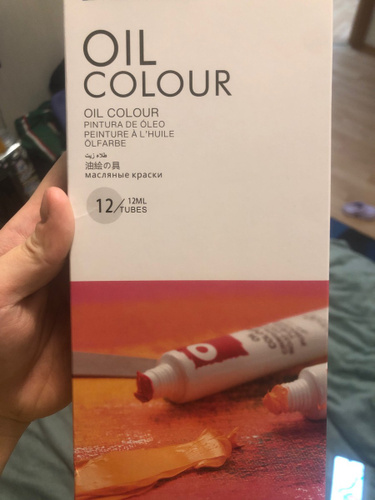 OIL
COLOUR
OIL COLOUR
PINTURA DE ÓLEO
PEINTURE À L'HUILE
ÖLFARBE
طلاء زيت
油绘の具
масляные краски
12/12ML
TUBES